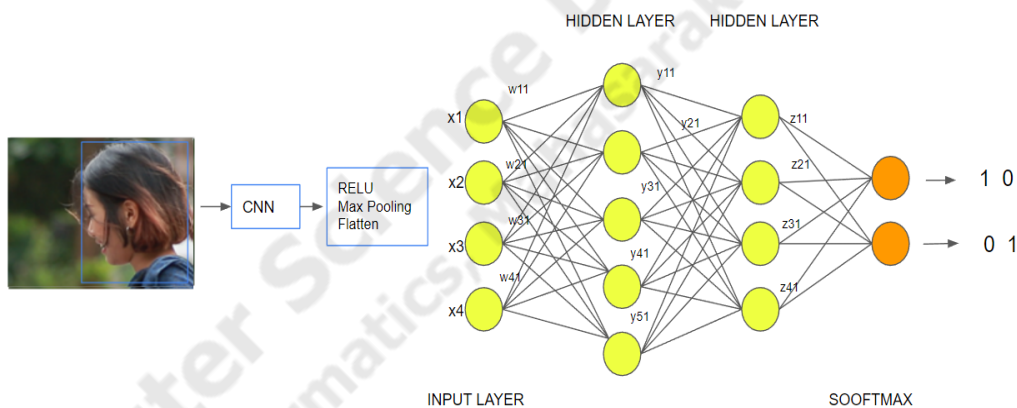 HIDDEN LAYER
HIDDEN LAYER
w11
y11
x1
y21
z11
w21
z21
x2
y31
CNN
RELU
Max Pooling
Flatten
w31
z31
x3
y41
w41
z41
x4
y51
1 0
0 1
INPUT LAYER
SOOFTMAX